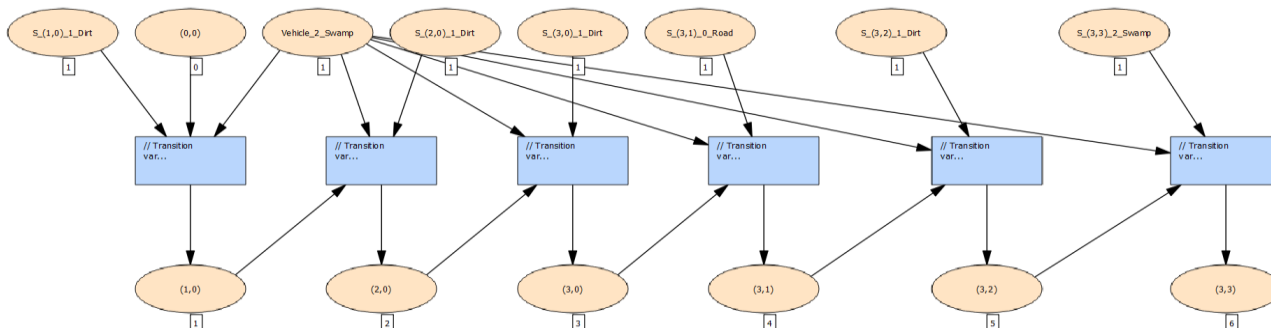 S_(1,0)_1_Dirt
(0,0)
Vehicle_2_Swamp
S_(2,0)_1_Dirt
S_(3,0)_1_Dirt
S_(3,1)_0_Road
S_(3,2)_1_Dirt
S_(3,3)_2_Swamp
1
0
1
1
1
1
1
1
// Transition
var...
// Transition
var...
// Transition
var...
// Transition
var...
// Transition
var...
// Transition
var...
(1,0)
(2,0)
(3,0)
(3,1)
(3,2)
(3,3)
1
2
3
4
5
6